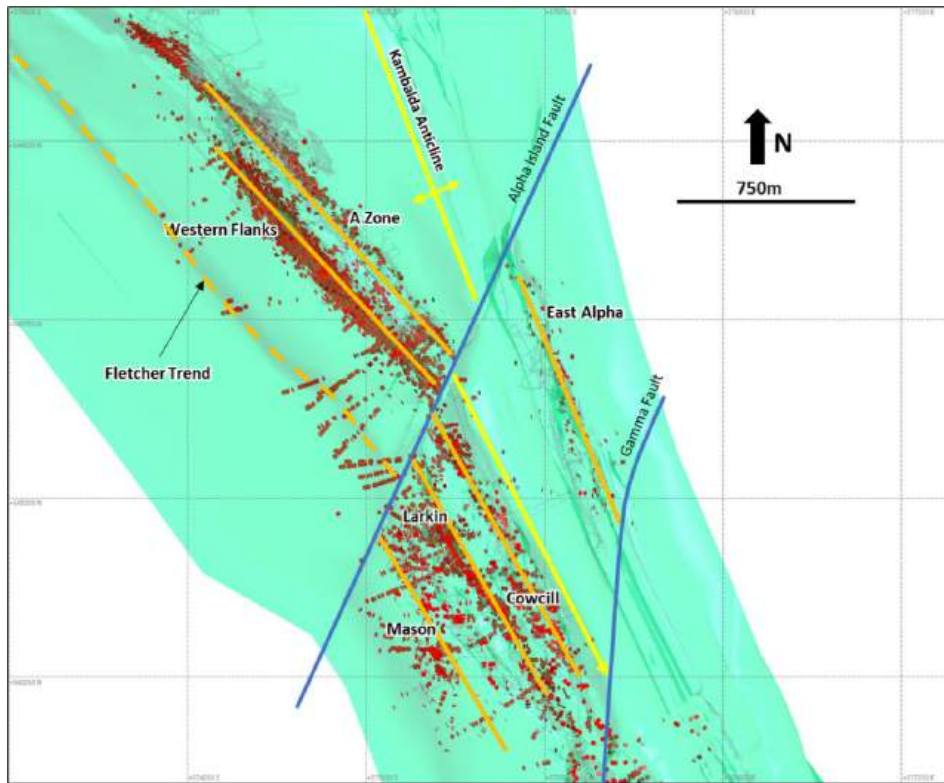 Kambalda Anticline
Alpha Island Fault
N
750m
A Zone
Western Flanks
East Alpha
Fletcher Trend
Gamma Fault
Larkin
Cowcill
Mason